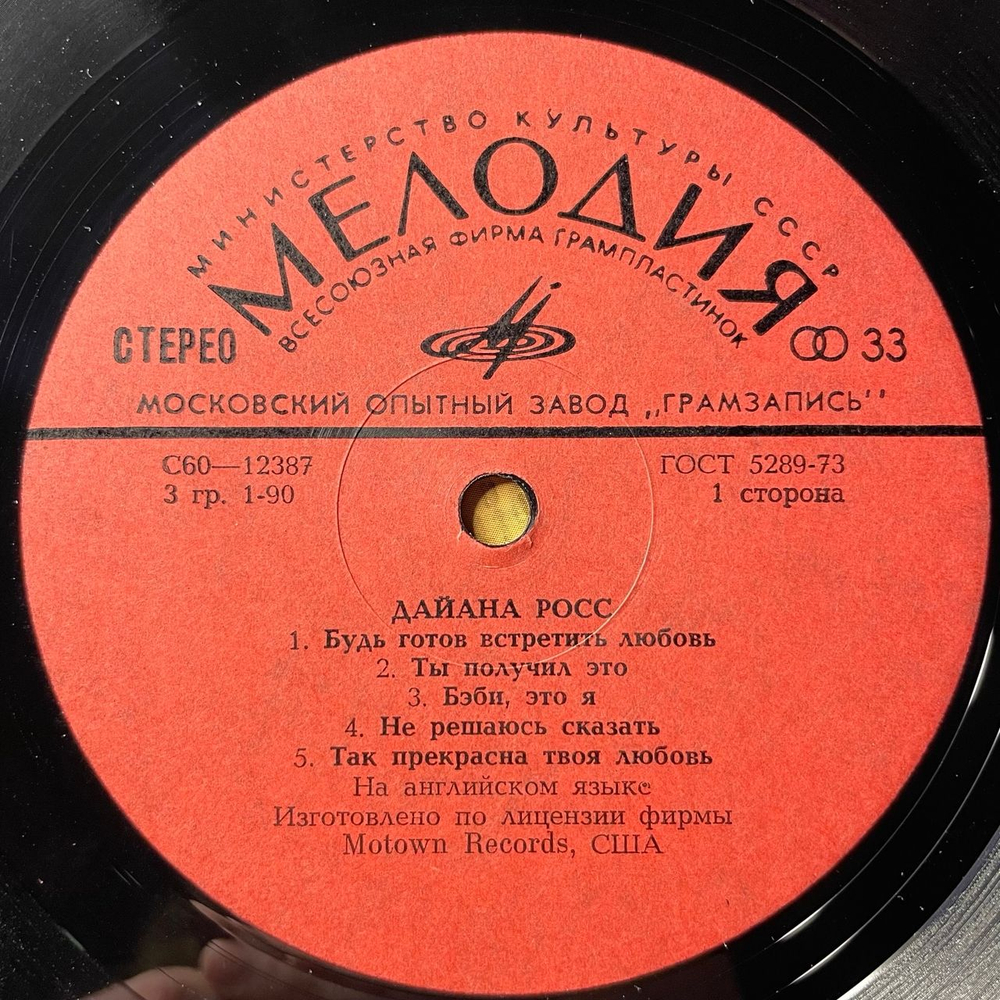 МИНИСТЕРСТВО КУЛЬТУРЫ СССР
МЕЛОДИЯ
ВСЕСОЮЗНАЯ ФИРМА ГРАМПЛАСТИНОК
СТЕРЕО
33
МОСКОВСКИЙ ОПЫТНЫЙ ЗАВОД ,,ГРАМЗАПИСЬ''
С60—12387
ГОСТ 5289-73
3 гр. 1-90
1 сторона
ДАЙАНА РОСС
1. Будь готов встретить любовь
2. Ты получил это
3. Бэби, это я
4. Не решаюсь сказать
5. Так прекрасна твоя любовь
На английском языке
Изготовлено по лицензии фирмы
Motown Records, США